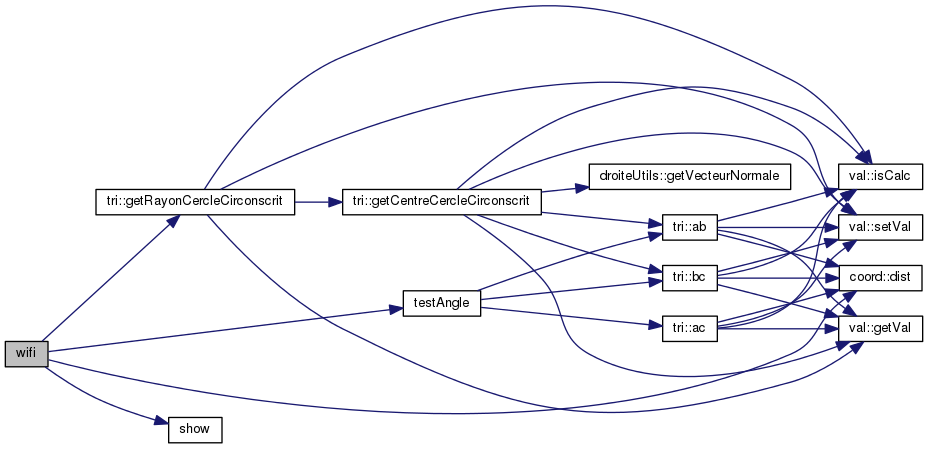 wifi
tri::getRayonCercleCirconscrit
show
tri::getCentreCercleCirconscrit
testAngle
droiteUtils::getVecteurNormale
tri::ab
tri::bc
tri::ac
val::isCalc
val::setVal
coord::dist
val::getVal